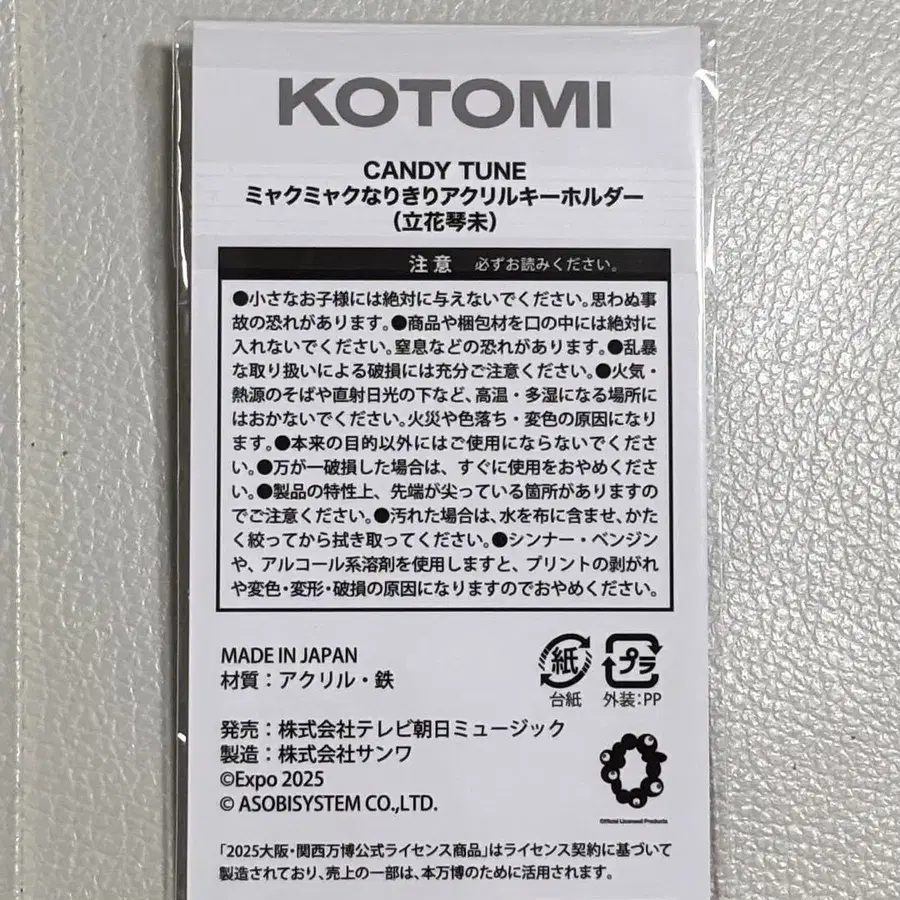 KOTOMI
CANDY TUNE
ミャクミャクなりきりアクリルキーホルダー
（立花琴未）
注意 必ずお読みください。
●小さなお子様には絶対に与えないでください。思わぬ事
故の恐れがあります。●商品や梱包材を口の中には絶対に
入れないでください。窒息などの恐れがあります。●乱暴
な取り扱いによる破損には充分ご注意ください。●火気・
熱源のそばや直射日光の下など、高温・多湿になる場所に
はおかないでください。火災や色落ち・変色の原因になり
ます。●本来の目的以外にはご使用にならないでくださ
い。●万が一破損した場合は、すぐに使用をおやめくださ
い。●製品の特性上、先端が尖っている箇所がありますの
でご注意ください。●汚れた場合は、水を布に含ませ、かた
く絞ってから拭き取ってください。●シンナー・ベンジン
や、アルコール系溶剤を使用しますと、プリントの剥がれ
や変色・変形・破損の原因になりますのでおやめください。
MADE IN JAPAN
材質：アクリル・鉄
紙
台紙
プラ
外装：PP
発売：株式会社テレビ朝日ミュージック
製造：株式会社サンワ
©Expo 2025
© ASOBISYSTEM CO.,LTD.
Official Licensed Products
「2025大阪・関西万博公式ライセンス商品」はライセンス契約に基づいて
製造されており、売上の一部は、本万博のために活用されます。